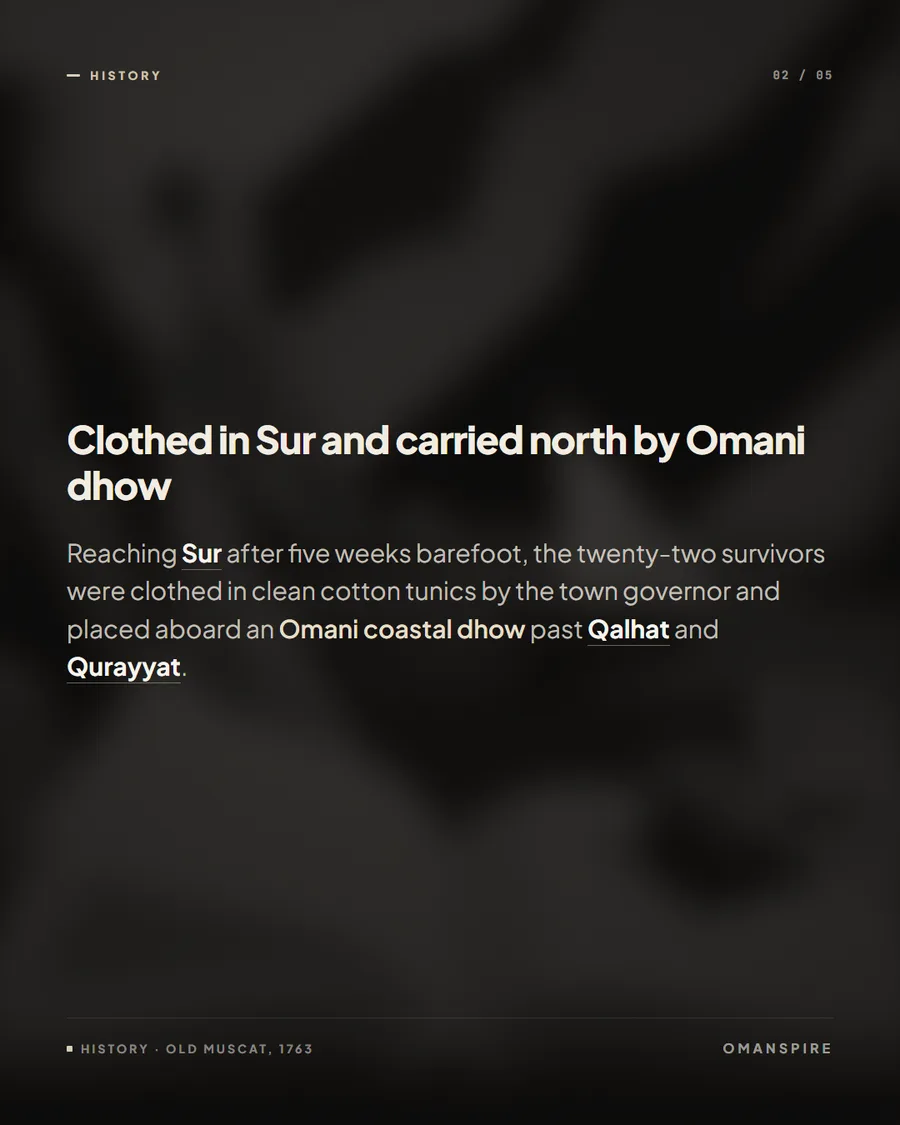 — HISTORY
02 / 05
Clothed in Sur and carried north by Omani
dhow
Reaching Sur after five weeks barefoot, the twenty-two survivors
were clothed in clean cotton tunics by the town governor and
placed aboard an Omani coastal dhow past Qalhat and
Qurayyat.
HISTORY · OLD MUSCAT, 1763
OMANSPIRE